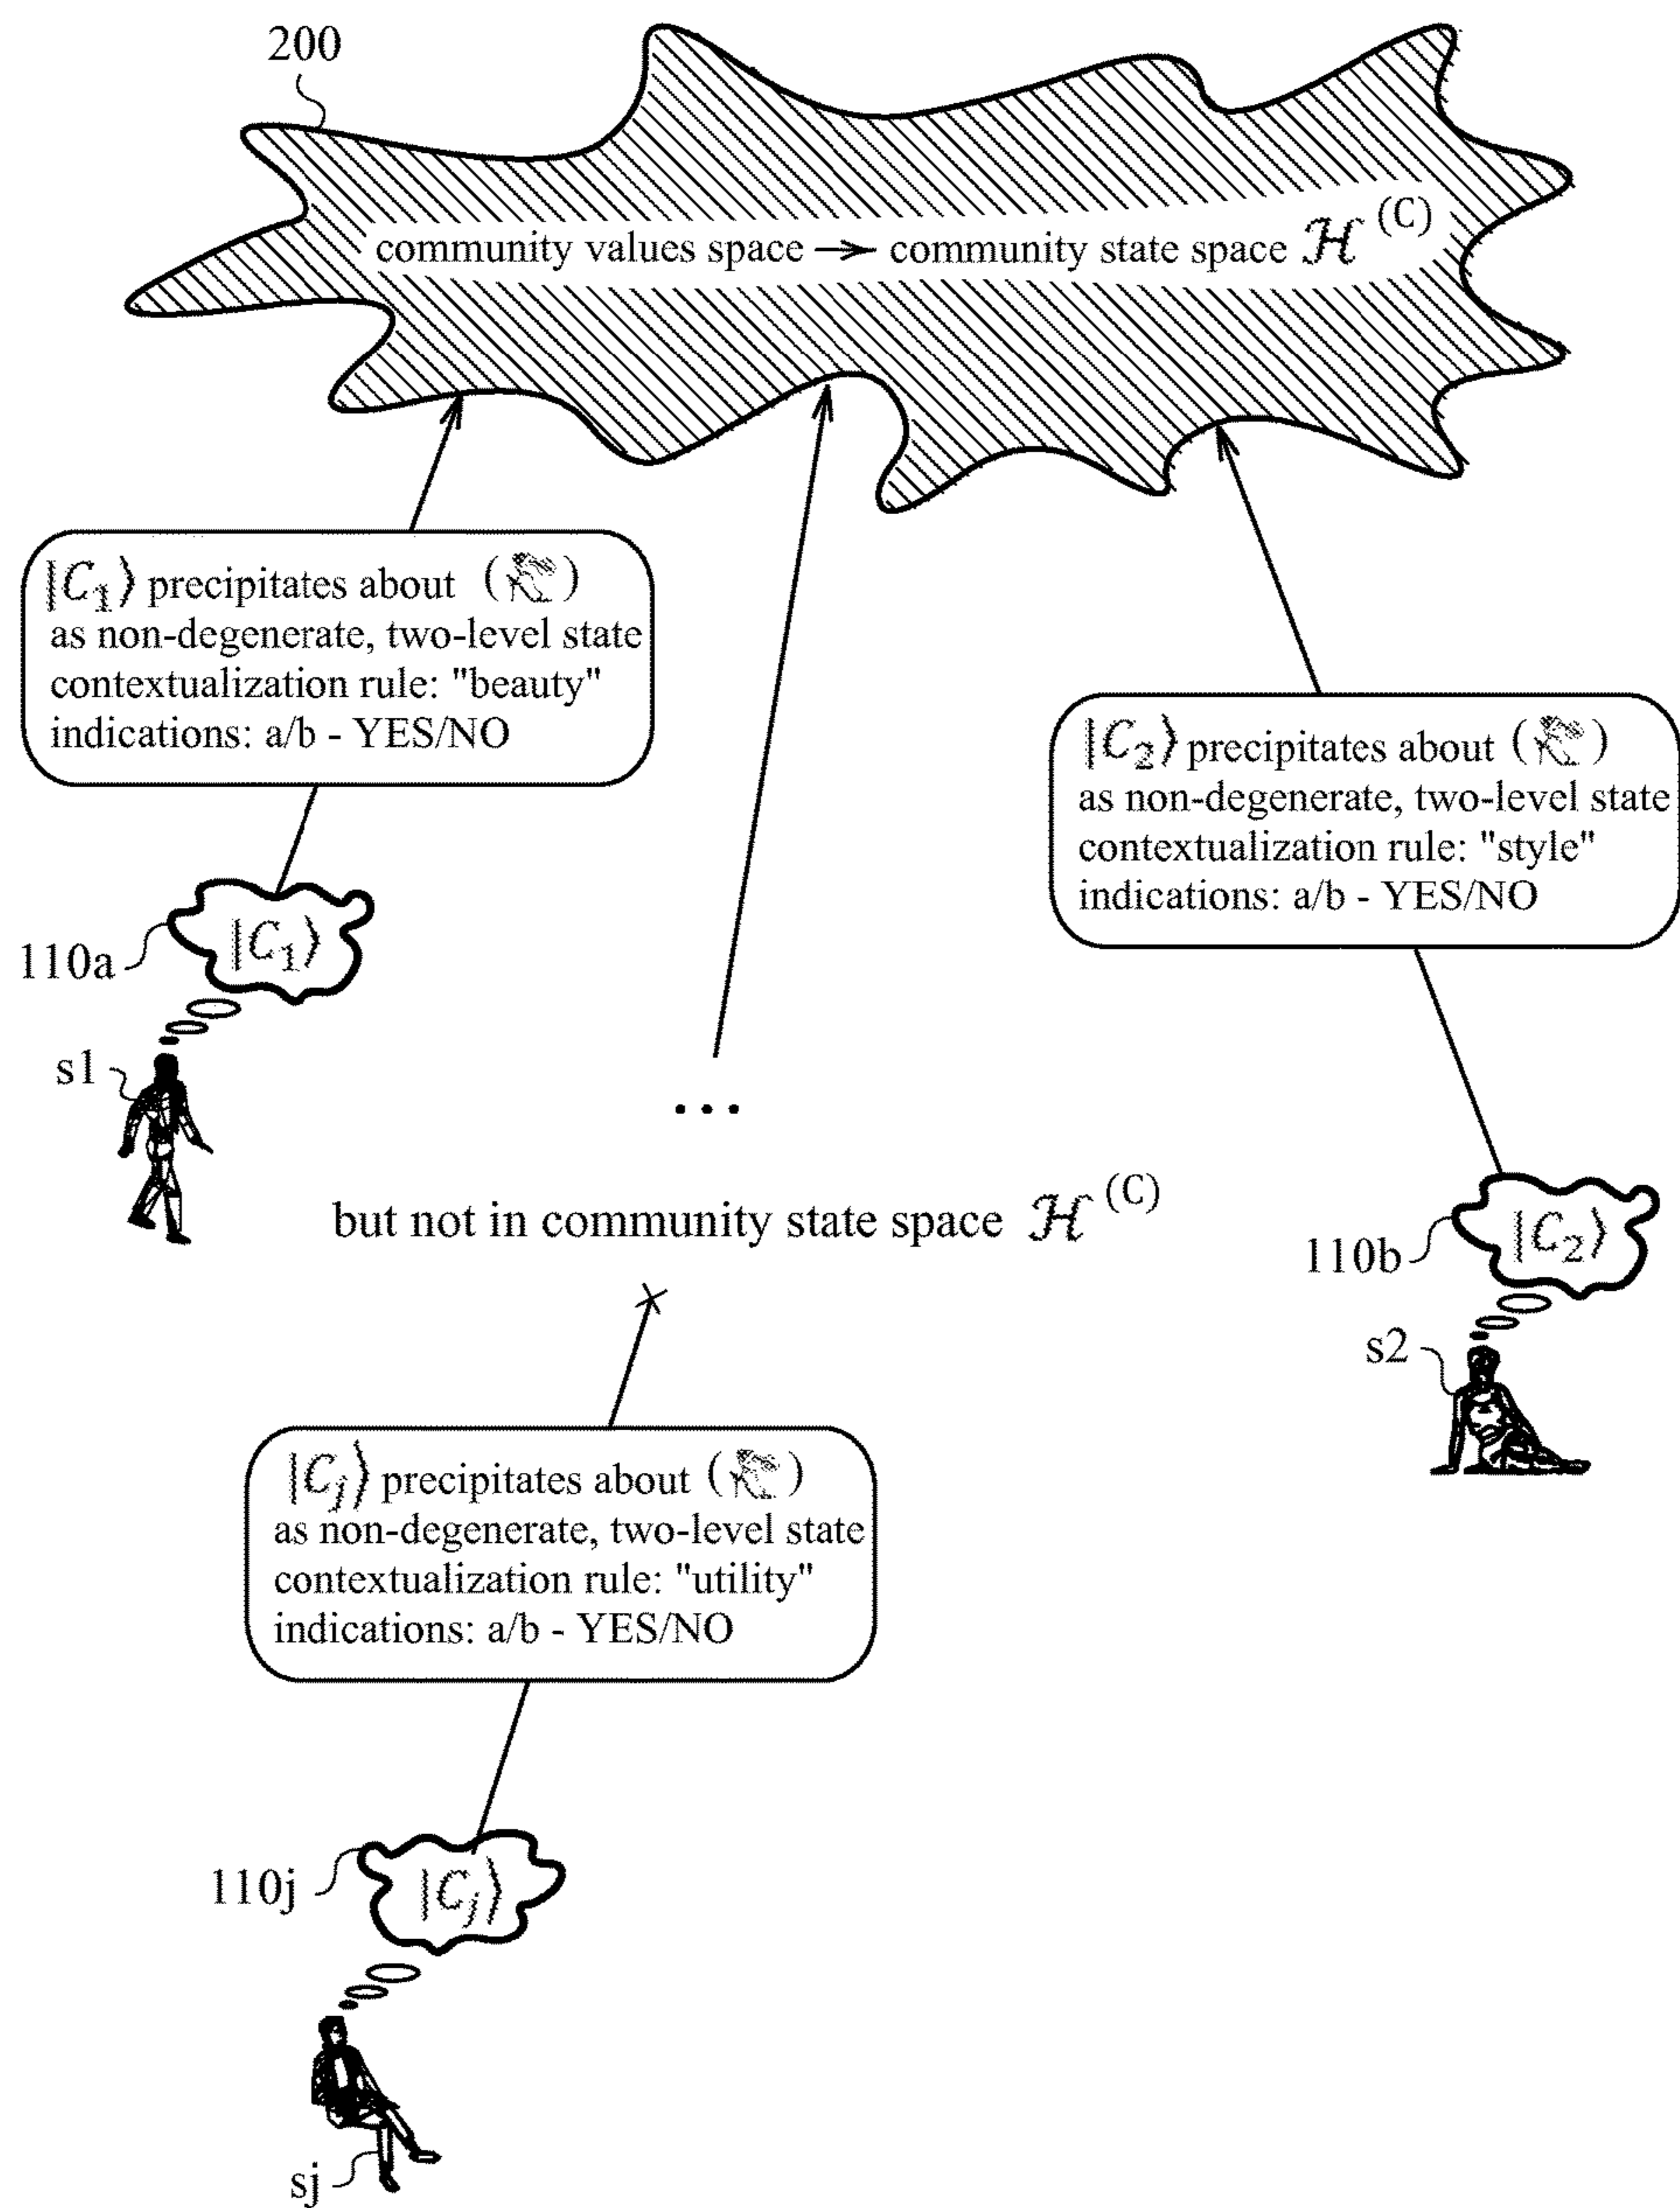 200
community values space → community state space ℋ (C)
|C1⟩ precipitates about ( )
as non-degenerate, two-level state
contextualization rule: "beauty"
indications: a/b - YES/NO
|C2⟩ precipitates about ( )
as non-degenerate, two-level state
contextualization rule: "style"
indications: a/b - YES/NO
110a
|C1⟩
s1
...
but not in community state space ℋ (C)
110b
|C2⟩
s2
|Cj⟩ precipitates about ( )
as non-degenerate, two-level state
contextualization rule: "utility"
indications: a/b - YES/NO
110j
|Cj⟩
sj